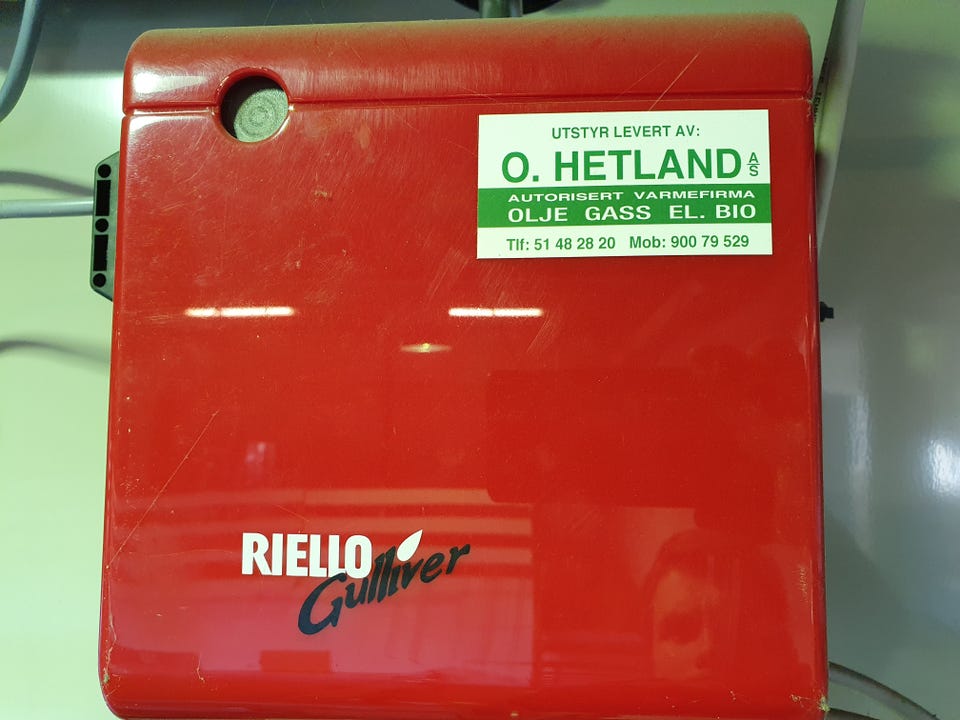 UTSTYR LEVERT AV:
O. HETLAND A/S
AUTORISERT VARMEFIRMA
OLJE GASS EL. BIO
Tlf: 51 48 28 20 Mob: 900 79 529
RIELLO
Gulliver